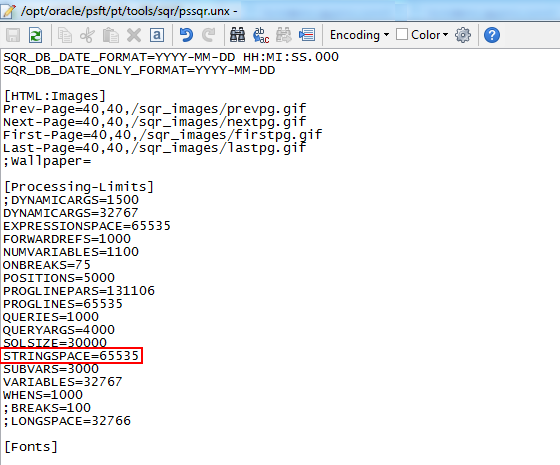 /opt/oracle/psft/pt/tools/sqr/pssqr.unx -
Encoding
Color
SQR_DB_DATE_FORMAT=YYYY-MM-DD HH:MI:SS.000
SQR_DB_DATE_ONLY_FORMAT=YYYY-MM-DD
[HTML:Images]
Prev-Page=40,40,/sqr_images/prevpg.gif
Next-Page=40,40,/sqr_images/nextpg.gif
First-Page=40,40,/sqr_images/firstpg.gif
Last-Page=40,40,/sqr_images/lastpg.gif
;Wallpaper=
[Processing-Limits]
;DYNAMICARGS=1500
DYNAMICARGS=32767
EXPRESSIONSPACE=65535
FORWARDREFS=1000
NUMVARIABLES=1100
ONBREAKS=75
POSITIONS=5000
PROGLINEPARS=131106
PROGLINES=65535
QUERIES=1000
QUERYARGS=4000
SQLSIZE=30000
STRINGSPACE=65535
SUBVARS=3000
VARIABLES=32767
WHENS=1000
;BREAKS=100
;LONGSPACE=32766
[Fonts]